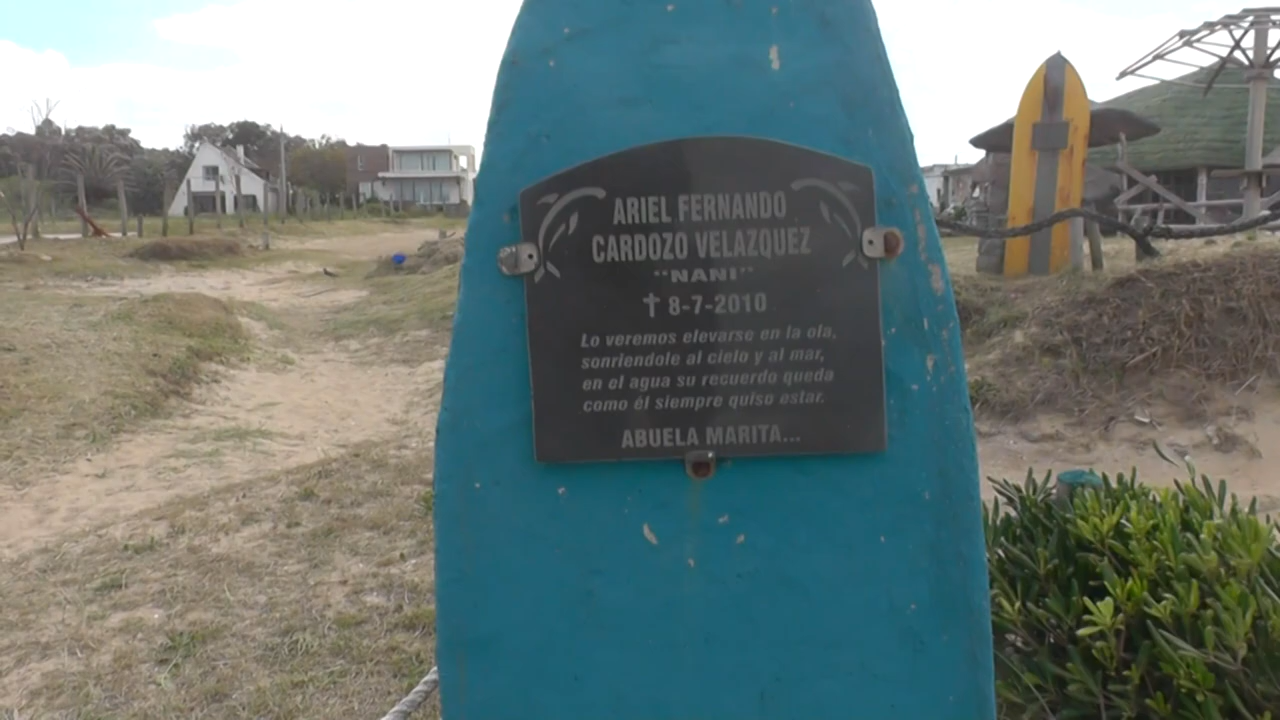 ARIEL FERNANDO
CARDOZO VELAZQUEZ
"NANI"
✝ 8-7-2010
Lo veremos elevarse en la ola,
sonriendole al cielo y al mar,
en el agua su recuerdo queda
como él siempre quiso estar.
ABUELA MARITA...